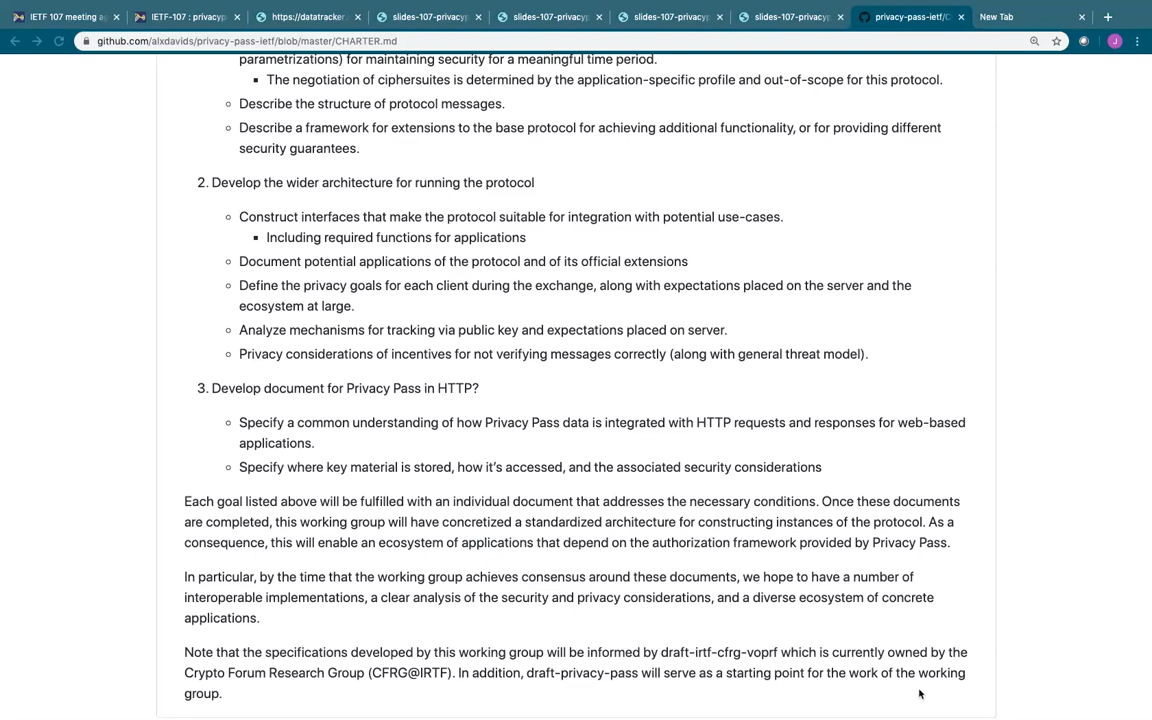 IETF 107 meeting a
IETF-107 : privacyp
https://datatracker.
slides-107-privacyp
slides-107-privacyp
slides-107-privacyp
slides-107-privacyp
privacy-pass-ietf/C
New Tab
github.com/alxdavids/privacy-pass-ietf/blob/master/CHARTER.md
J
parametrizations) for maintaining security for a meaningful time period.
The negotiation of ciphersuites is determined by the application-specific profile and out-of-scope for this protocol.
Describe the structure of protocol messages.
Describe a framework for extensions to the base protocol for achieving additional functionality, or for providing different
security guarantees.
2. Develop the wider architecture for running the protocol
Construct interfaces that make the protocol suitable for integration with potential use-cases.
Including required functions for applications
Document potential applications of the protocol and of its official extensions
Define the privacy goals for each client during the exchange, along with expectations placed on the server and the
ecosystem at large.
Analyze mechanisms for tracking via public key and expectations placed on server.
Privacy considerations of incentives for not verifying messages correctly (along with general threat model).
3. Develop document for Privacy Pass in HTTP?
Specify a common understanding of how Privacy Pass data is integrated with HTTP requests and responses for web-based
applications.
Specify where key material is stored, how it's accessed, and the associated security considerations
Each goal listed above will be fulfilled with an individual document that addresses the necessary conditions. Once these documents
are completed, this working group will have concretized a standardized architecture for constructing instances of the protocol. As a
consequence, this will enable an ecosystem of applications that depend on the authorization framework provided by Privacy Pass.
In particular, by the time that the working group achieves consensus around these documents, we hope to have a number of
interoperable implementations, a clear analysis of the security and privacy considerations, and a diverse ecosystem of concrete
applications.
Note that the specifications developed by this working group will be informed by draft-irtf-cfrg-voprf which is currently owned by the
Crypto Forum Research Group (CFRG@IRTF). In addition, draft-privacy-pass will serve as a starting point for the work of the working
group.